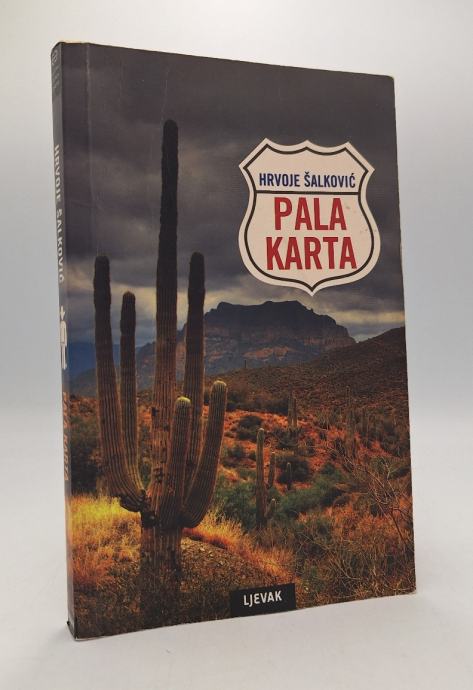 HRVOJE ŠALKOVIĆ
PALA
KARTA
LJEVAK
HRVOJE ŠALKOVIĆ
PALA KARTA